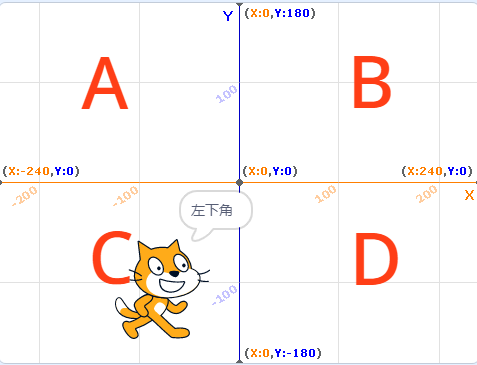 Y
(X:0,Y:180)
A
B
100
(X:-240,Y:0)
(X:0,Y:0)
(X:240,Y:0)
-200
-100
100
200
X
左下角
C
D
-100
(X:0,Y:-180)